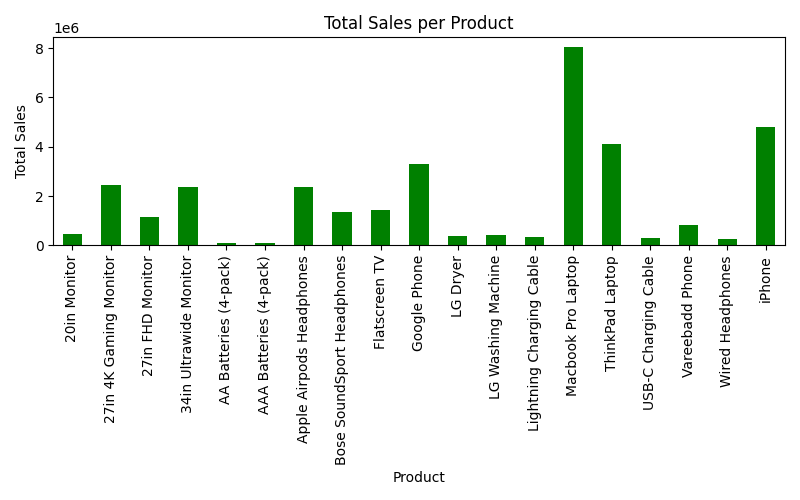 Total Sales per Product
1e6
Total Sales
8
6
4
2
0
20in Monitor
27in 4K Gaming Monitor
27in FHD Monitor
34in Ultrawide Monitor
AA Batteries (4-pack)
AAA Batteries (4-pack)
Apple Airpods Headphones
Bose SoundSport Headphones
Flatscreen TV
Google Phone
LG Dryer
LG Washing Machine
Lightning Charging Cable
Macbook Pro Laptop
ThinkPad Laptop
USB-C Charging Cable
Vareebadd Phone
Wired Headphones
iPhone
Product